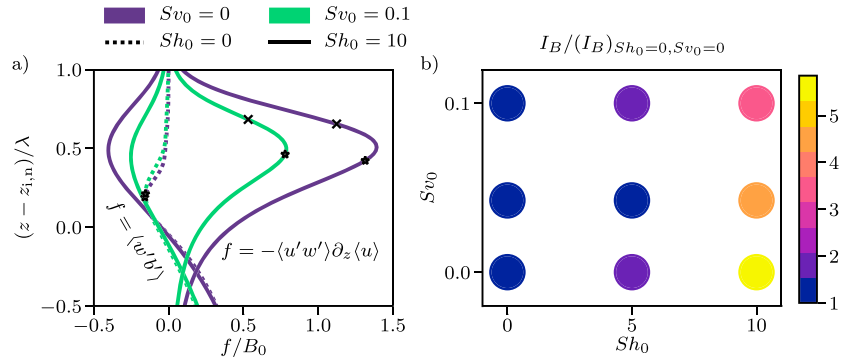 Sv₀ = 0 Sv₀ = 0.1
Sh₀ = 0 Sh₀ = 10
a)
(z − z_{i,n})/λ
1.0
0.5
0.0
−0.5
−0.5 0.0 0.5 1.0 1.5
f/B₀
f = ⟨w′b′⟩
f = −⟨u′w′⟩∂_z⟨u⟩
b)
I_B/(I_B)_{Sh₀=0,Sv₀=0}
Sv₀
0.1
0.0
0 5 10
Sh₀
5
4
3
2
1